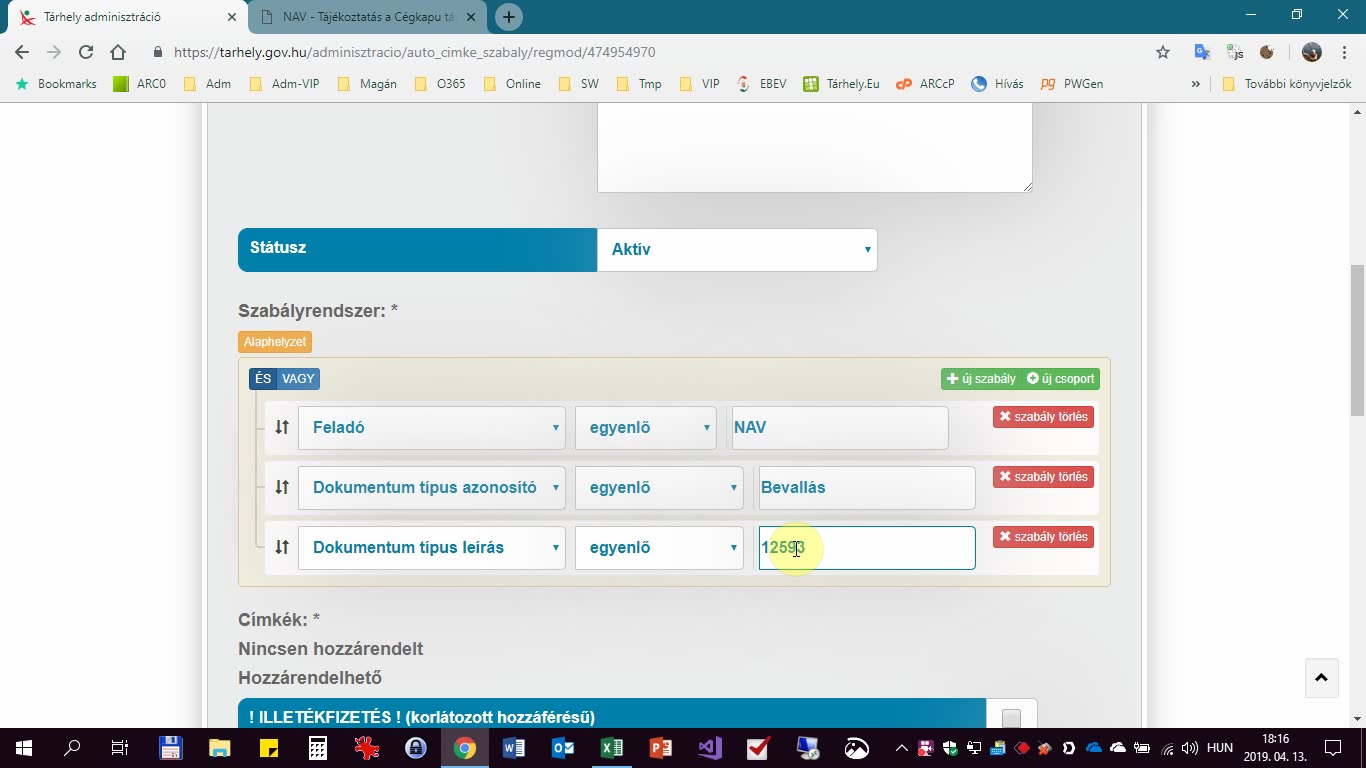 Tárhely adminisztráció
NAV - Tájékoztatás a Cégkapu tá
https://tarhely.gov.hu/adminisztracio/auto_cimke_szabaly/regmod/474954970
Bookmarks ARC0 Adm Adm-VIP Magán O365 Online SW Tmp VIP EBEV Tárhely.Eu ARCcP Hívás PWGen » További könyvjelzők
Státusz Aktív
Szabályrendszer: *
Alaphelyzet
ÉS VAGY új szabály új csoport
Feladó egyenlő NAV szabály törlés
Dokumentum típus azonosító egyenlő Bevallás szabály törlés
Dokumentum típus leírás egyenlő 12593 szabály törlés
Címkék: *
Nincsen hozzárendelt
Hozzárendelhető
! ILLETÉKFIZETÉS ! (korlátozott hozzáférésű)
HUN
18:16
2019. 04. 13.